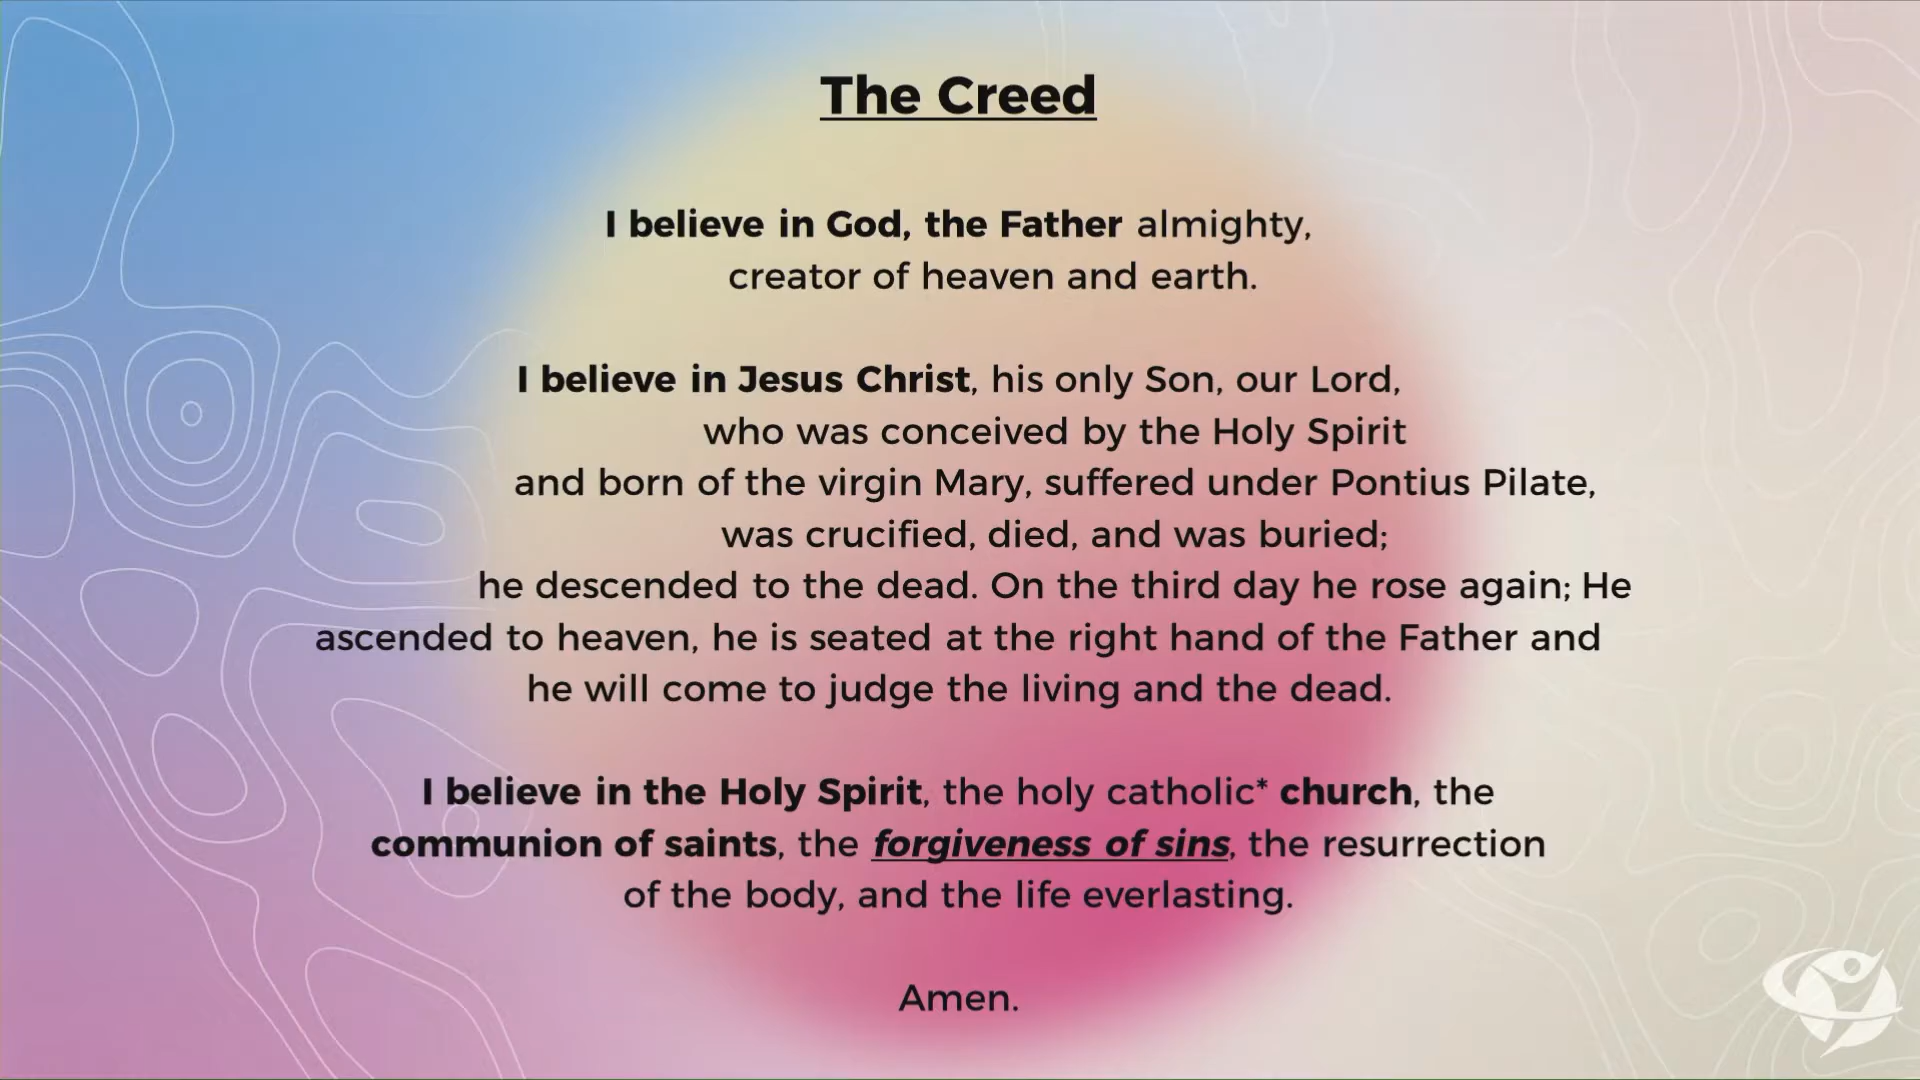 The Creed
I believe in God, the Father almighty,
creator of heaven and earth.
I believe in Jesus Christ, his only Son, our Lord,
who was conceived by the Holy Spirit
and born of the virgin Mary, suffered under Pontius Pilate,
was crucified, died, and was buried;
he descended to the dead. On the third day he rose again; He
ascended to heaven, he is seated at the right hand of the Father and
he will come to judge the living and the dead.
I believe in the Holy Spirit, the holy catholic* church, the
communion of saints, the forgiveness of sins, the resurrection
of the body, and the life everlasting.
Amen.